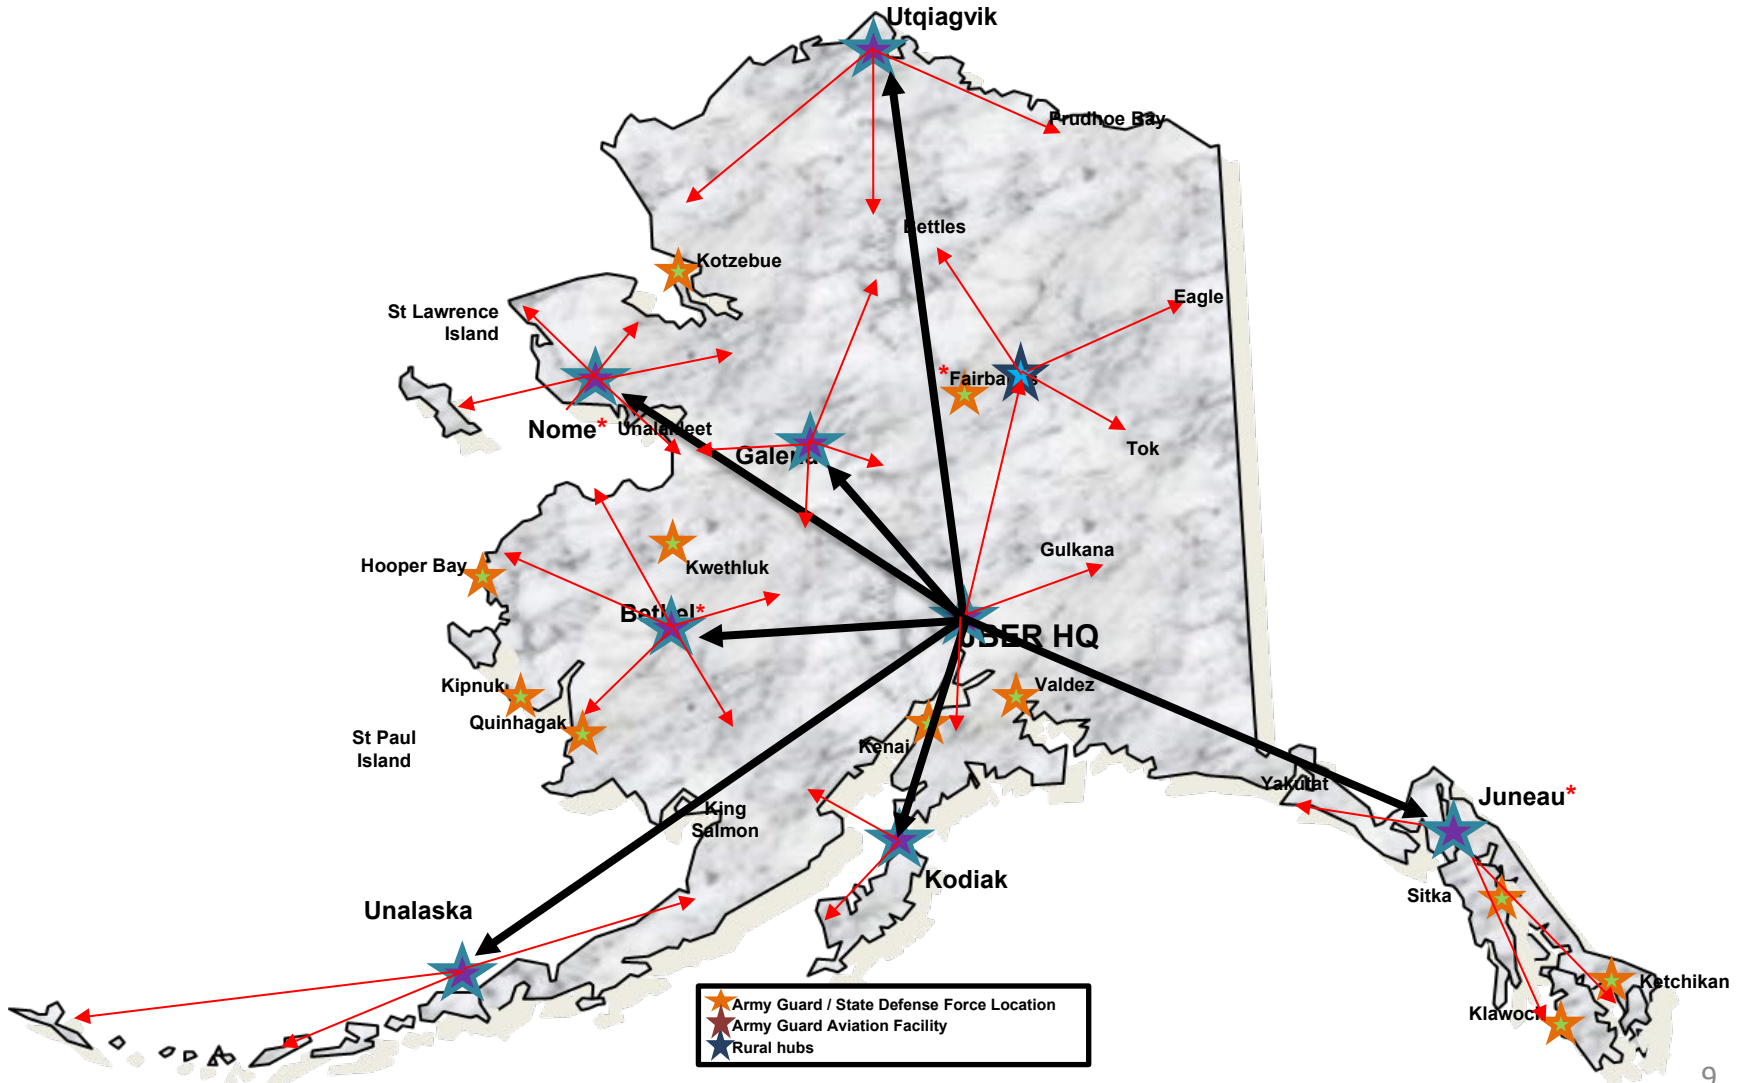 Utqiagvik
Prudhoe Bay
Bettles
Kotzebue
Eagle
St Lawrence
Island
*
Fairbanks
Nome*
Unalakleet
Galena
Tok
Gulkana
Hooper Bay
Kwethluk
Bethel*
JBER HQ
Kipnuk
Valdez
Quinhagak
St Paul
Island
Kenai
Yakutat
Juneau*
King
Salmon
Kodiak
Sitka
Unalaska
Ketchikan
Klawock
Army Guard / State Defense Force Location
Army Guard Aviation Facility
Rural hubs
9